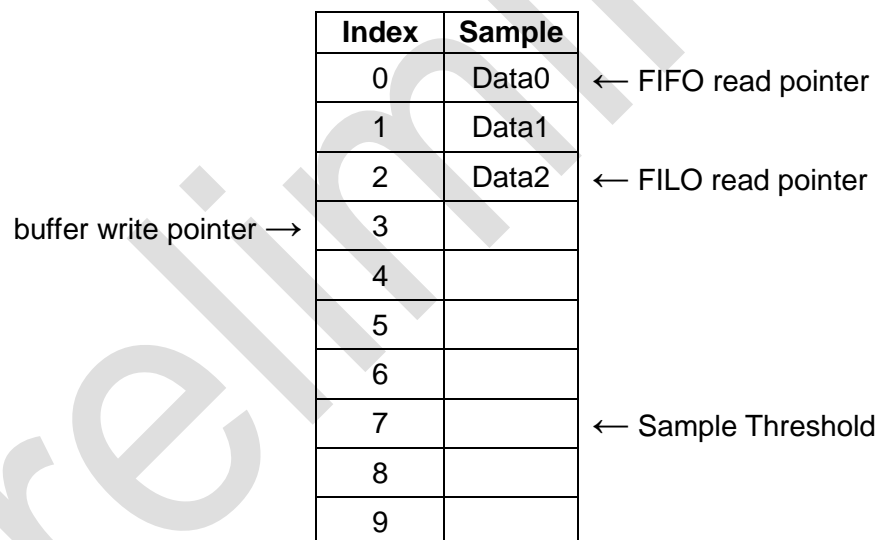 Index Sample
0 Data0 ← FIFO read pointer
1 Data1
2 Data2 ← FILO read pointer
buffer write pointer → 3
4
5
6
7 ← Sample Threshold
8
9
relimi